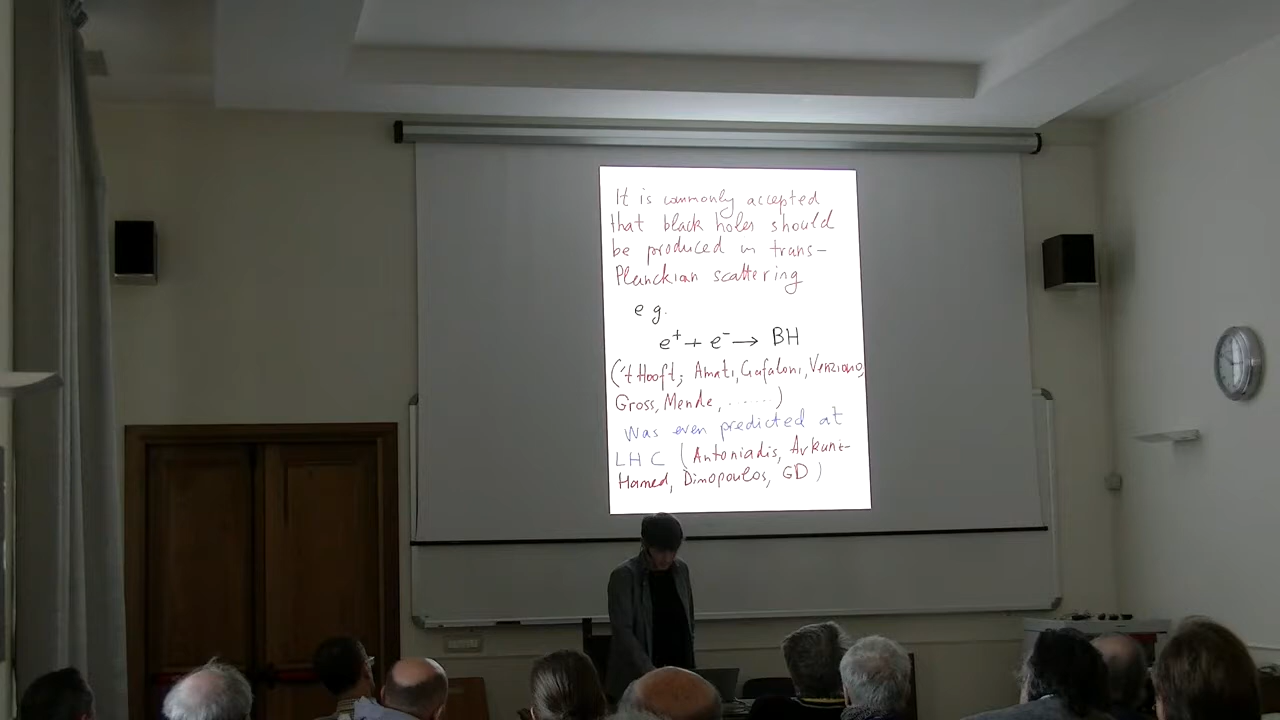 It is commonly accepted
that black holes should
be produced in trans-
Planckian scattering
e g.
e⁺ + e⁻ → BH
('t Hooft; Amati, Ciafaloni, Veneziano,
Gross, Mende, ......)
Was even predicted at
LHC (Antoniadis, Arkani-
Hamed, Dimopoulos, GD)